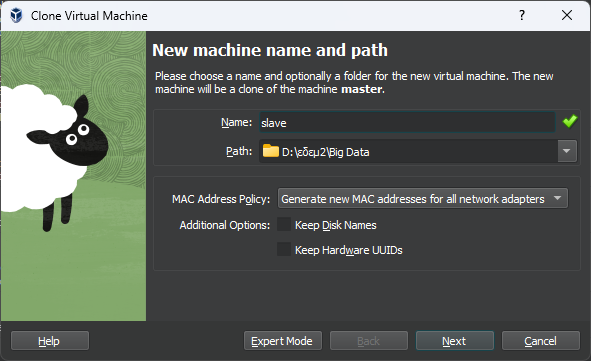 Clone Virtual Machine
?
New machine name and path
Please choose a name and optionally a folder for the new virtual machine. The new
machine will be a clone of the machine master.
Name: slave
Path: D:\εδεμ2\Big Data
MAC Address Policy: Generate new MAC addresses for all network adapters
Additional Options: Keep Disk Names
Keep Hardware UUIDs
Help Expert Mode Back Next Cancel